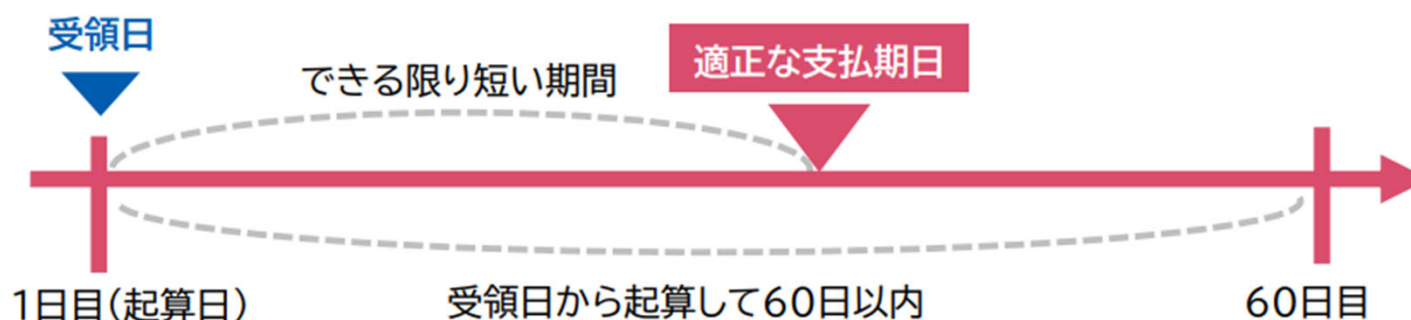 受領日
できる限り短い期間
適正な支払期日
1日目(起算日)
受領日から起算して60日以内
60日目